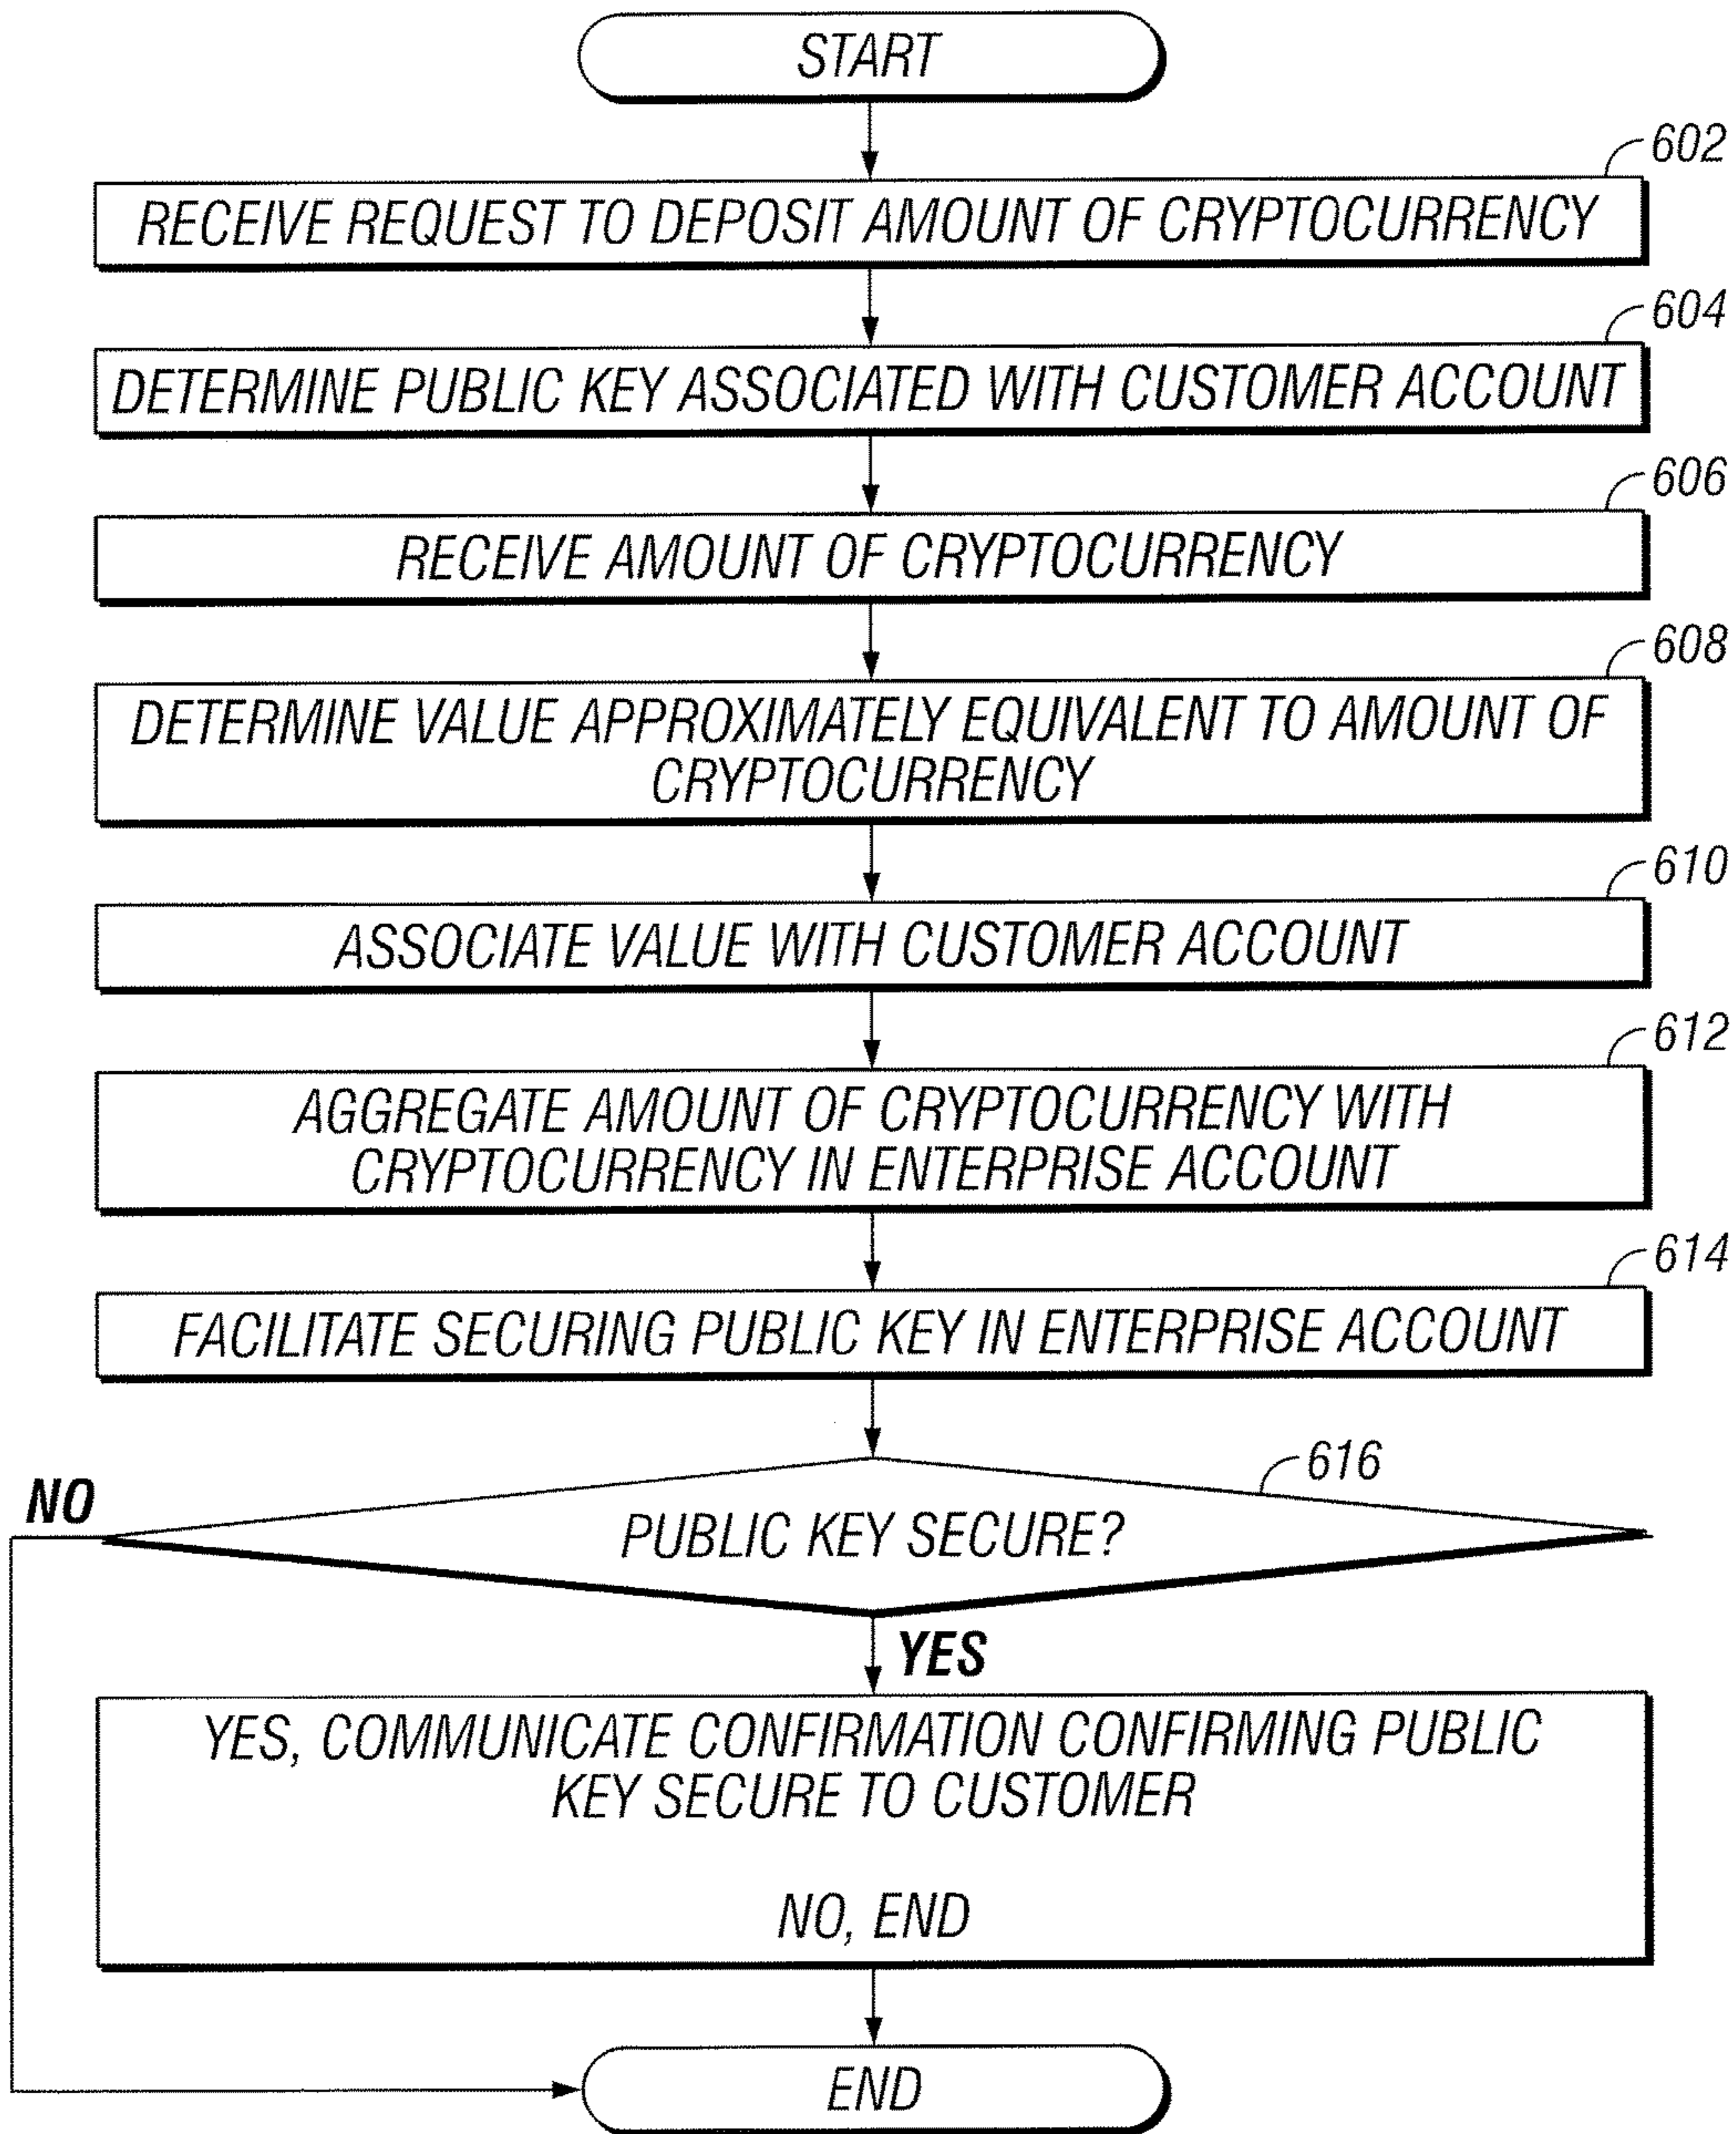 START
602
RECEIVE REQUEST TO DEPOSIT AMOUNT OF CRYPTOCURRENCY
604
DETERMINE PUBLIC KEY ASSOCIATED WITH CUSTOMER ACCOUNT
606
RECEIVE AMOUNT OF CRYPTOCURRENCY
608
DETERMINE VALUE APPROXIMATELY EQUIVALENT TO AMOUNT OF
CRYPTOCURRENCY
610
ASSOCIATE VALUE WITH CUSTOMER ACCOUNT
612
AGGREGATE AMOUNT OF CRYPTOCURRENCY WITH
CRYPTOCURRENCY IN ENTERPRISE ACCOUNT
614
FACILITATE SECURING PUBLIC KEY IN ENTERPRISE ACCOUNT
616
NO
PUBLIC KEY SECURE?
YES
YES, COMMUNICATE CONFIRMATION CONFIRMING PUBLIC
KEY SECURE TO CUSTOMER
NO, END
END